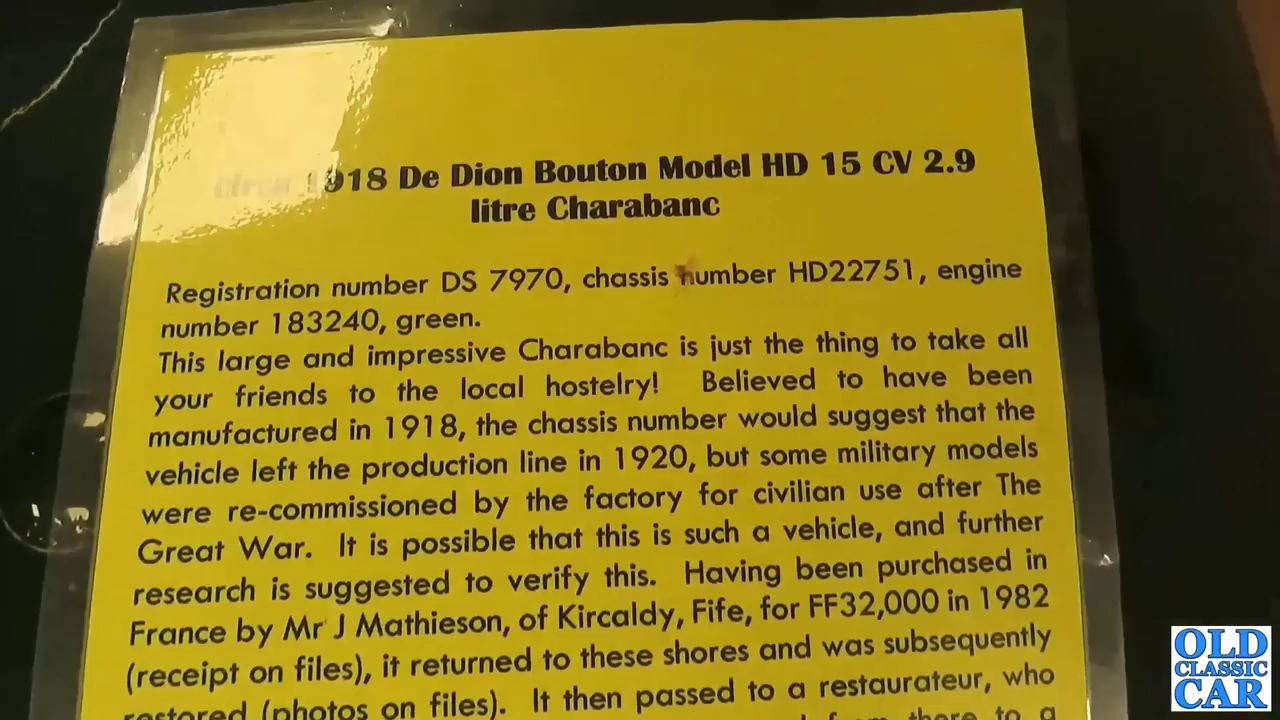 Circa 1918 De Dion Bouton Model HD 15 CV 2.9
litre Charabanc
Registration number DS 7970, chassis number HD22751, engine
number 183240, green.
This large and impressive Charabanc is just the thing to take all
your friends to the local hostelry! Believed to have been
manufactured in 1918, the chassis number would suggest that the
vehicle left the production line in 1920, but some military models
were re-commissioned by the factory for civilian use after The
Great War. It is possible that this is such a vehicle, and further
research is suggested to verify this. Having been purchased in
France by Mr J Mathieson, of Kircaldy, Fife, for FF32,000 in 1982
(receipt on files), it returned to these shores and was subsequently
restored (photos on files). It then passed to a restaurateur, who
from there to a
OLD
CLASSIC
CAR